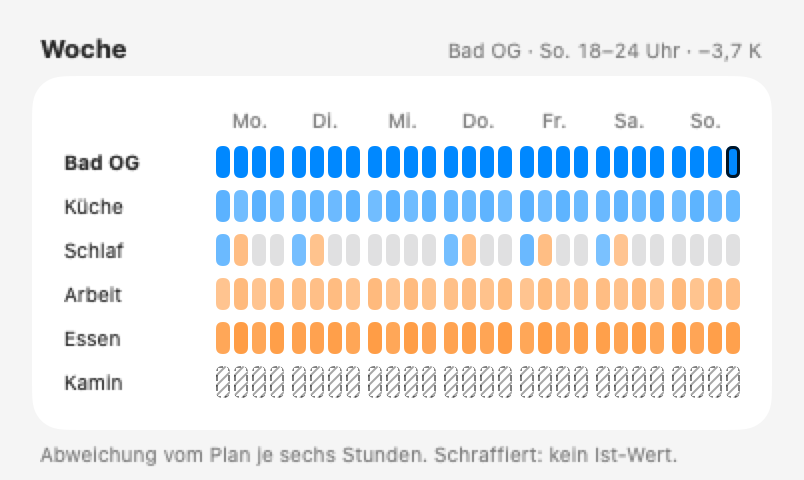 Woche
Bad OG · So. 18–24 Uhr · −3,7 K
Mo. Di. Mi. Do. Fr. Sa. So.
Bad OG
Küche
Schlaf
Arbeit
Essen
Kamin
Abweichung vom Plan je sechs Stunden. Schraffiert: kein Ist-Wert.